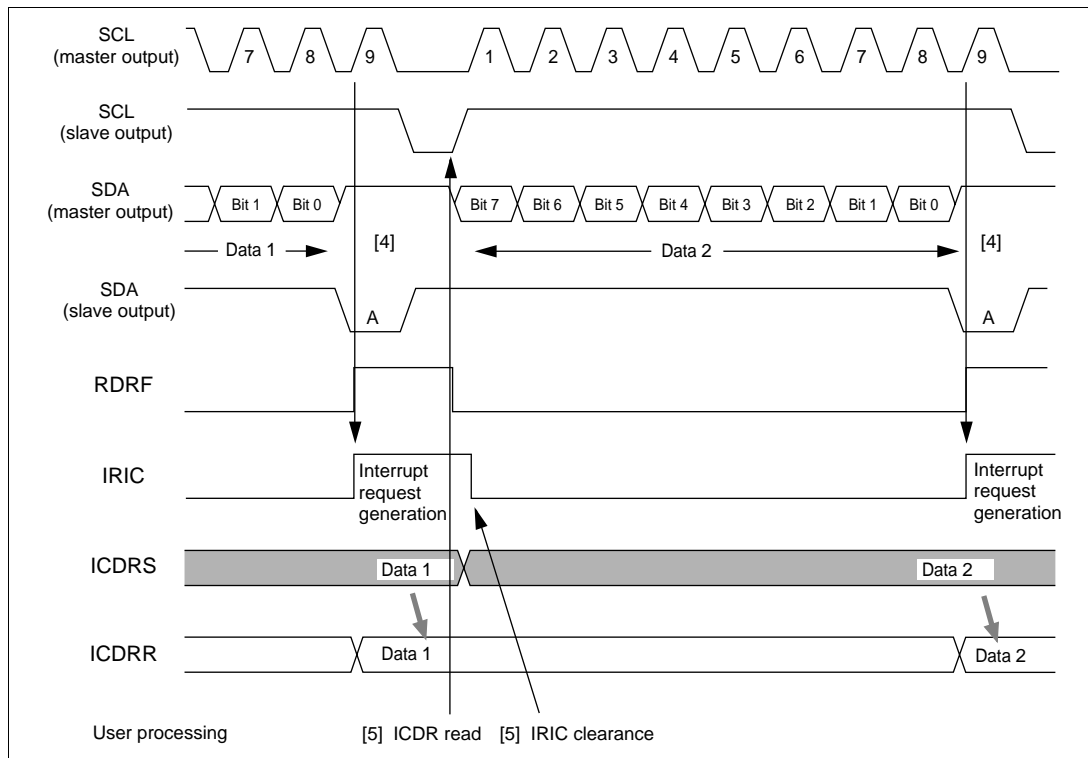 SCL
(master output)
7 8 9 1 2 3 4 5 6 7 8 9
SCL
(slave output)
SDA
(master output)
Bit 1 Bit 0 Bit 7 Bit 6 Bit 5 Bit 4 Bit 3 Bit 2 Bit 1 Bit 0
Data 1 [4] Data 2 [4]
SDA
(slave output)
A A
RDRF
IRIC
Interrupt
request
generation
Interrupt
request
generation
ICDRS
Data 1 Data 2
ICDRR
Data 1 Data 2
User processing [5] ICDR read [5] IRIC clearance